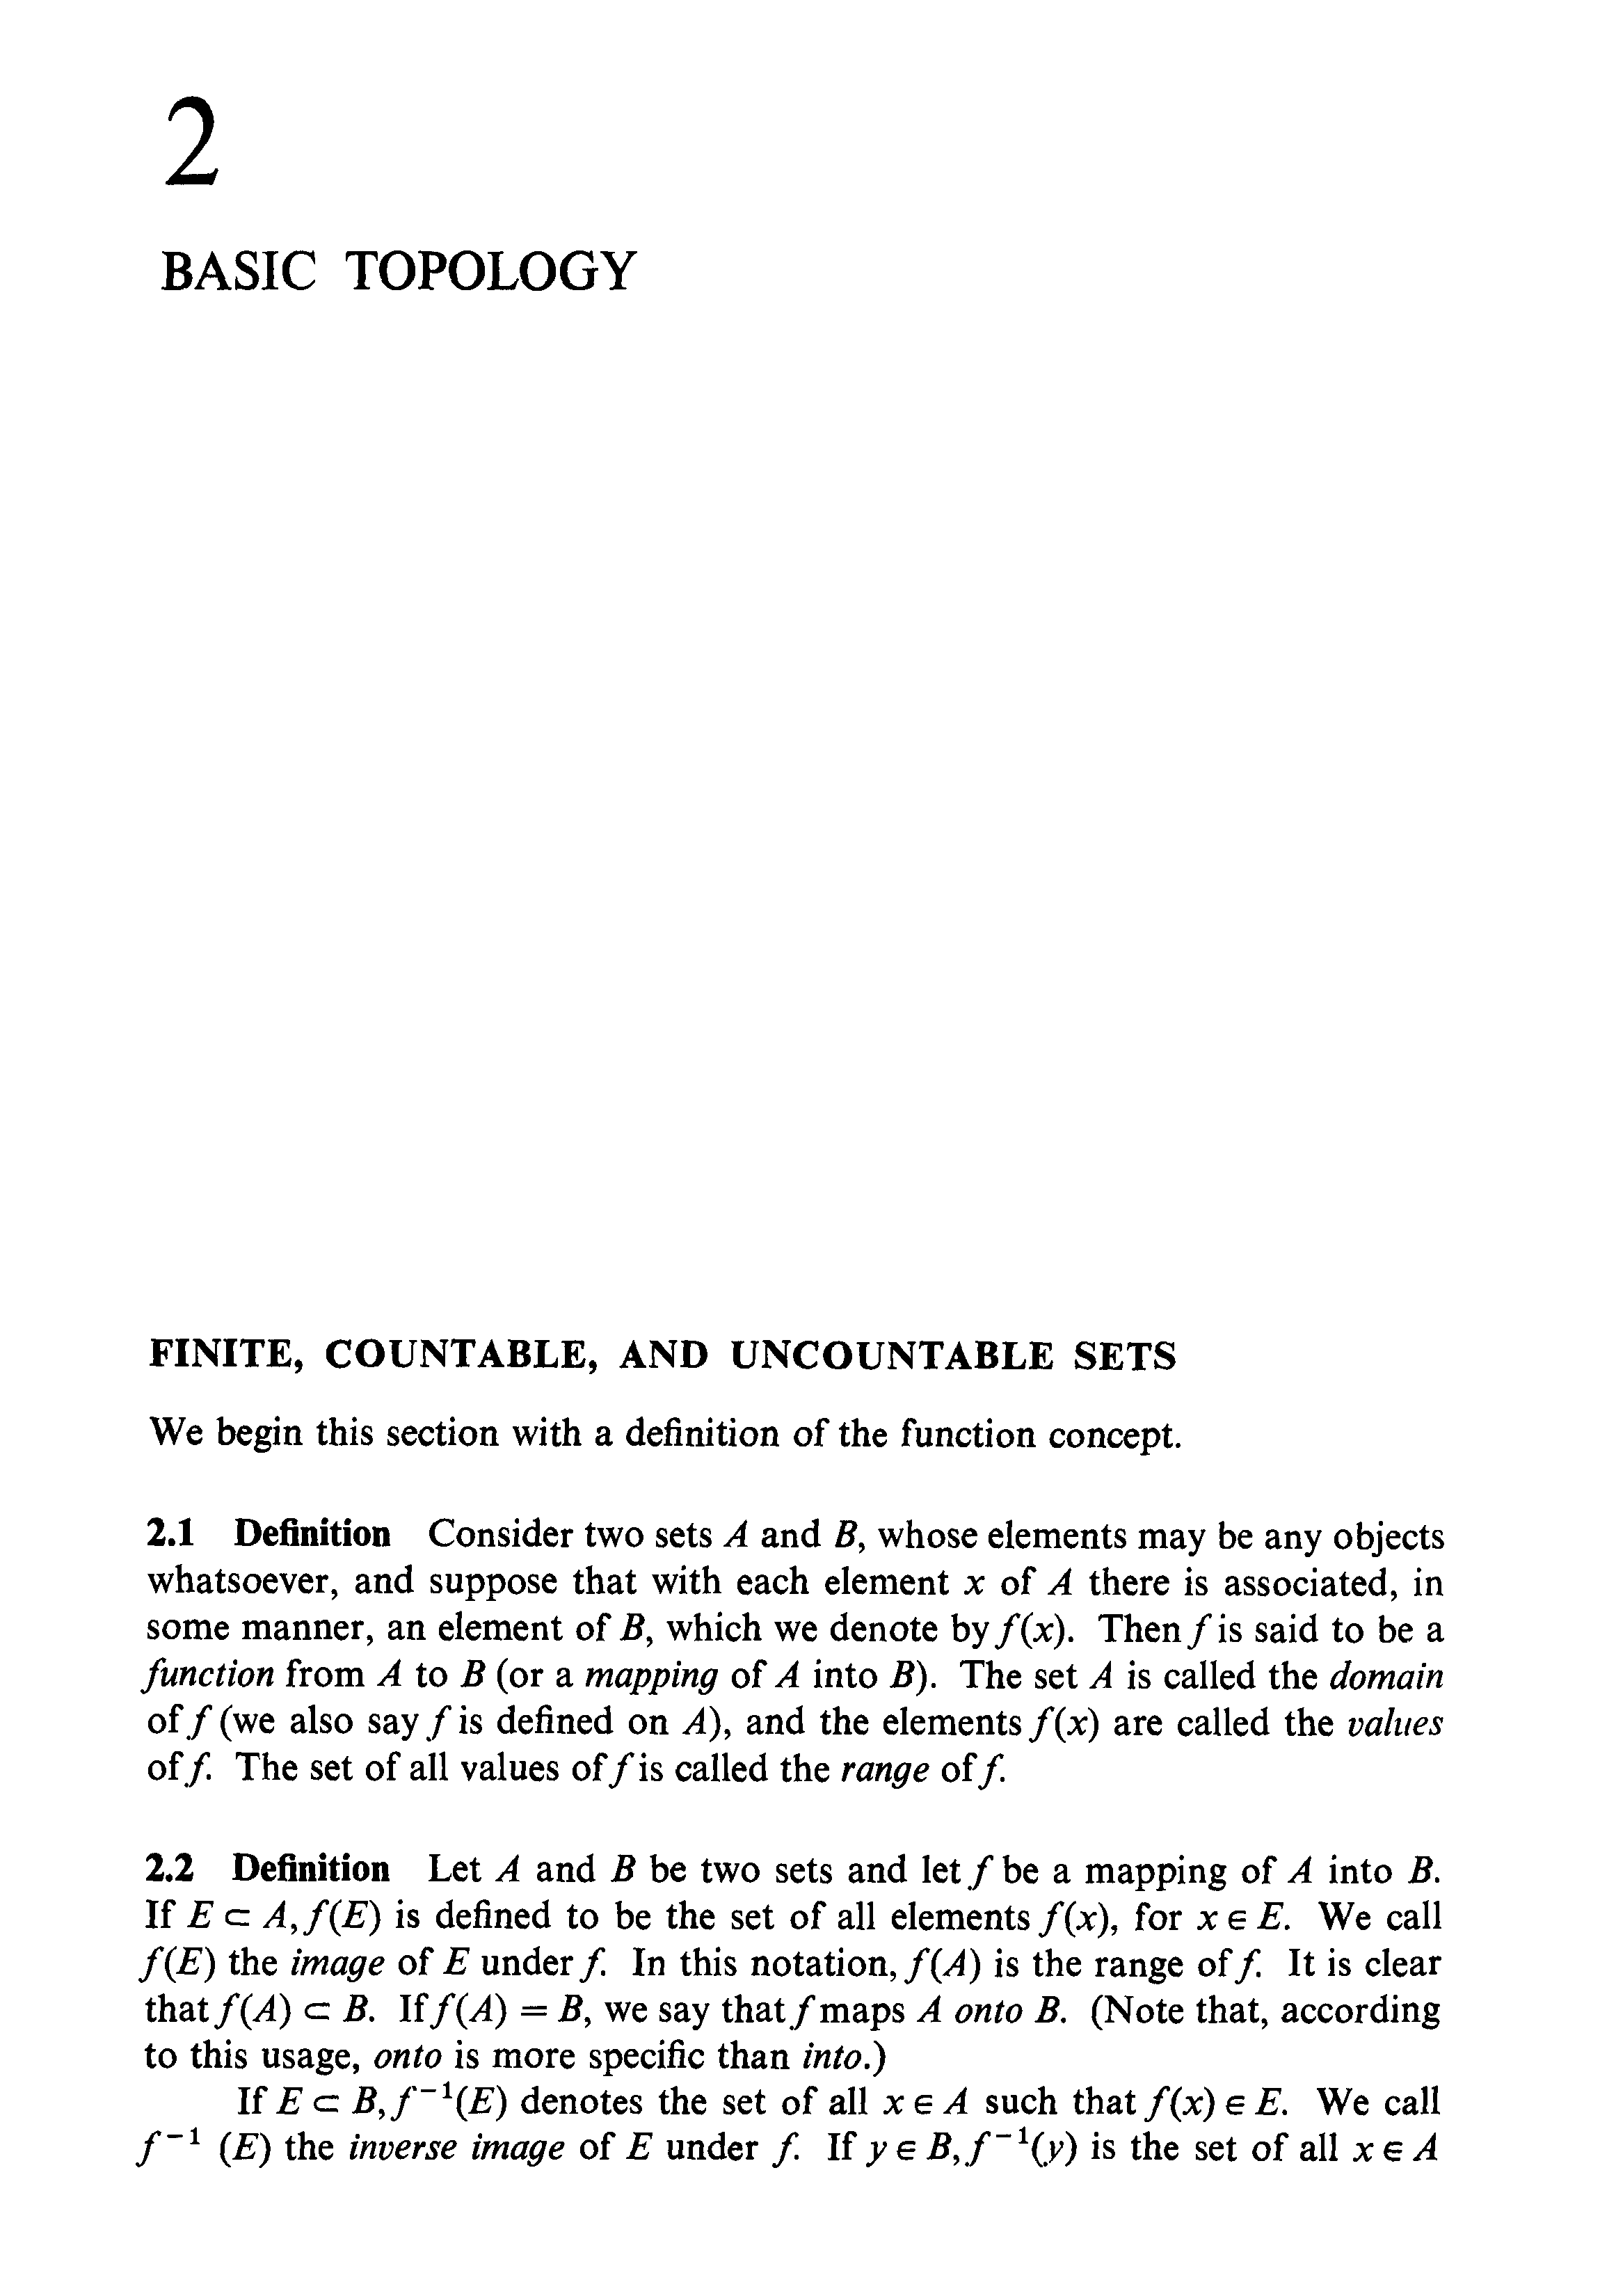 2
BASIC TOPOLOGY
FINITE, COUNTABLE, AND UNCOUNTABLE SETS
We begin this section with a definition of the function concept.
2.1 Definition Consider two sets A and B, whose elements may be any objects
whatsoever, and suppose that with each element x of A there is associated, in
some manner, an element of B, which we denote by f(x). Then f is said to be a
function from A to B (or a mapping of A into B). The set A is called the domain
of f (we also say f is defined on A), and the elements f(x) are called the values
of f. The set of all values of f is called the range of f.
2.2 Definition Let A and B be two sets and let f be a mapping of A into B.
If E ⊂ A, f(E) is defined to be the set of all elements f(x), for x ∈ E. We call
f(E) the image of E under f. In this notation, f(A) is the range of f. It is clear
that f(A) ⊂ B. If f(A) = B, we say that f maps A onto B. (Note that, according
to this usage, onto is more specific than into.)
If E ⊂ B, f⁻¹(E) denotes the set of all x ∈ A such that f(x) ∈ E. We call
f⁻¹ (E) the inverse image of E under f. If y ∈ B, f⁻¹(y) is the set of all x ∈ A